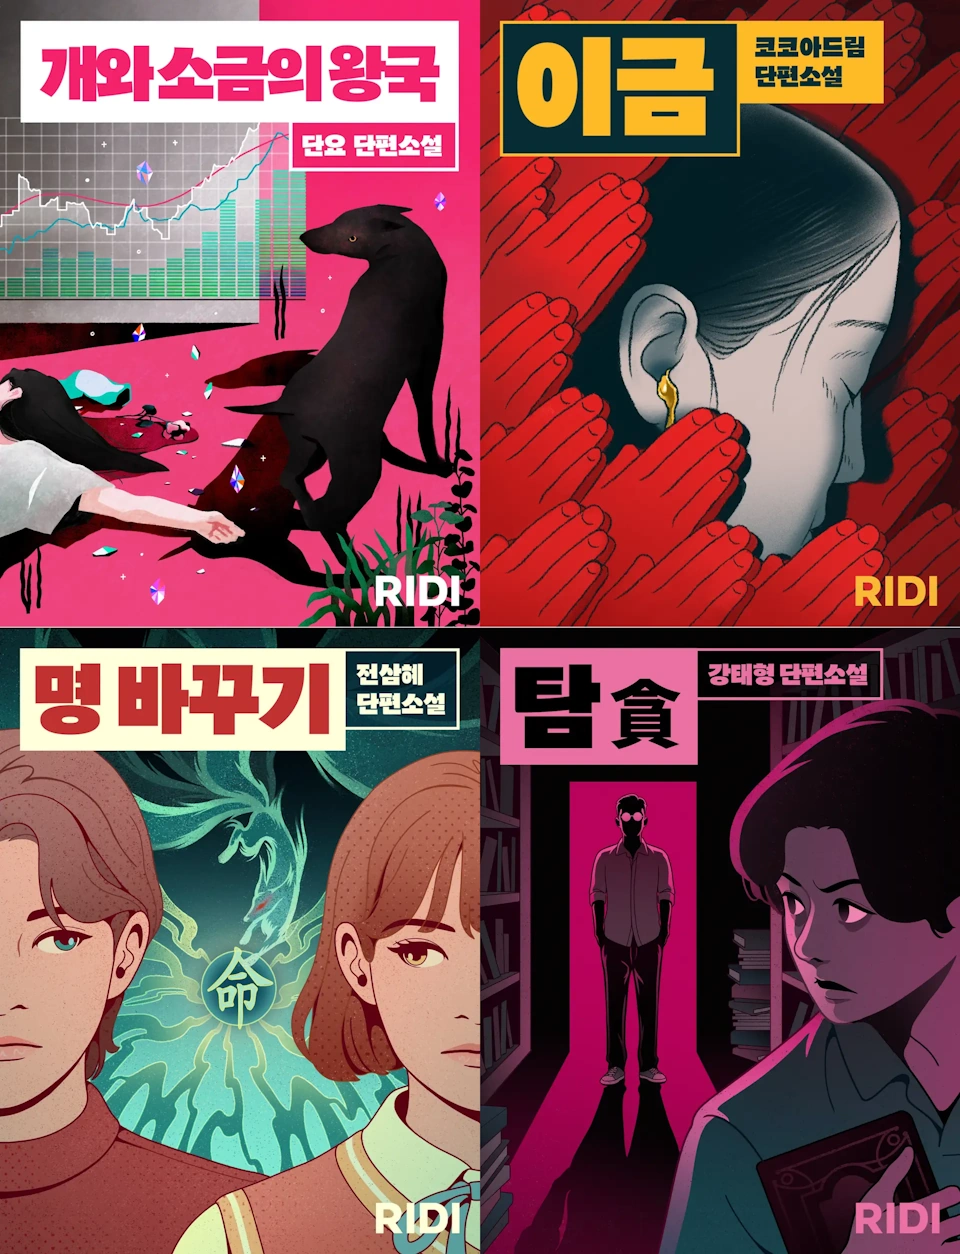 개와 소금의 왕국
단요 단편소설
RIDI
이금
코코아드림
단편소설
RIDI
명 바꾸기
전삼혜
단편소설
命
RIDI
탐 貪
강태형 단편소설
RIDI